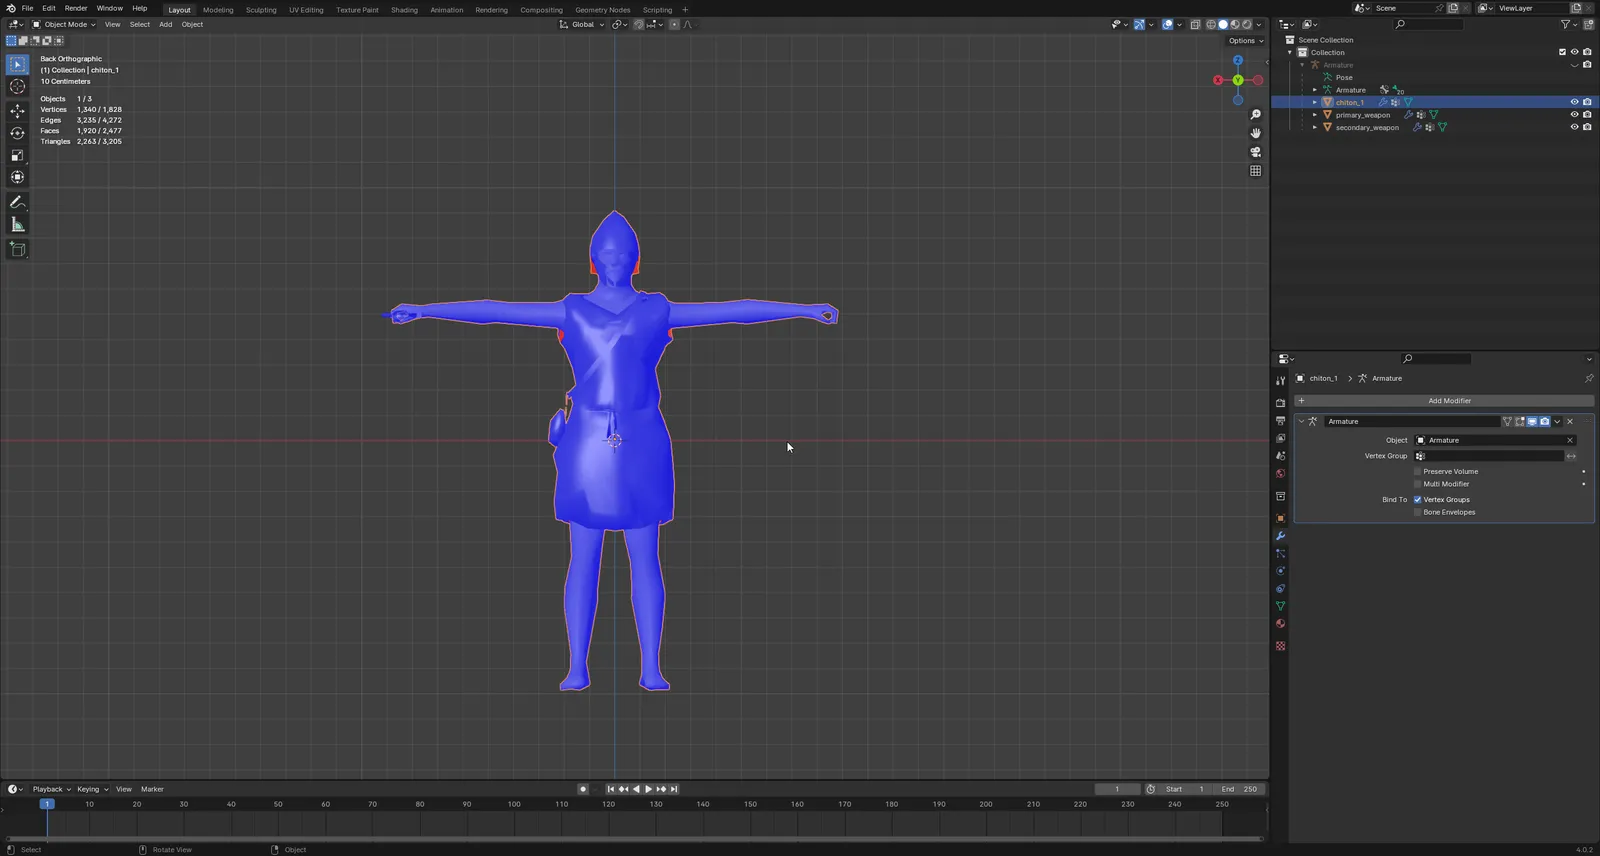 File Edit Render Window Help Layout Modeling Sculpting UV Editing Texture Paint Shading Animation Rendering Compositing Geometry Nodes Scripting + Scene ViewLayer
Object Mode View Select Add Object Global
Options
Back Orthographic
(1) Collection | chiton_1
10 Centimeters
Objects 1 / 3
Vertices 1,340 / 1,828
Edges 3,235 / 4,272
Faces 1,920 / 2,477
Triangles 2,263 / 3,205
Z
X
Y
Scene Collection
Collection
Armature
Pose
Armature 20
chiton_1
primary_weapon
secondary_weapon
chiton_1 > Armature
+ Add Modifier
Armature
Object Armature
Vertex Group
Preserve Volume
Multi Modifier
Bind To Vertex Groups
Bone Envelopes
Playback Keying View Marker 1 Start 1 End 250
1 10 20 30 40 50 60 70 80 90 100 110 120 130 140 150 160 170 180 190 200 210 220 230 240 250
Select Rotate View Object 4.0.2